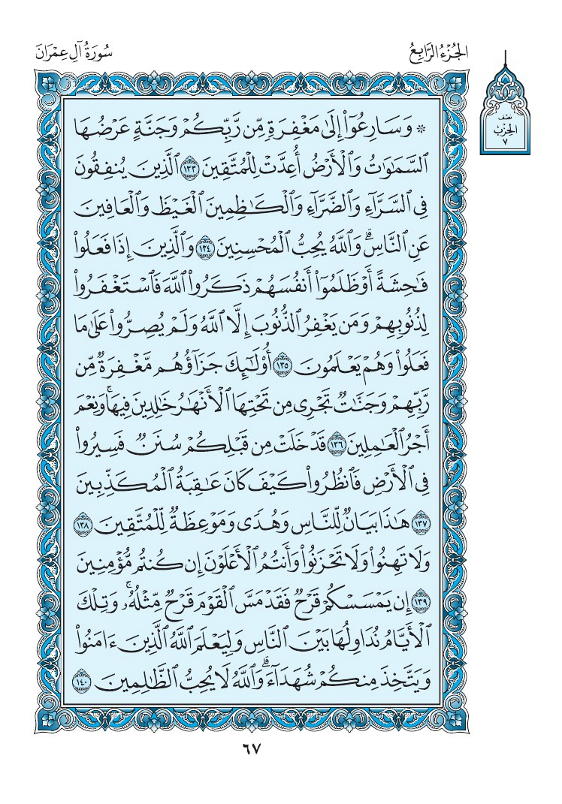 الجُزْءُ الرَّابِعُ
سُورَةُ آلِ عِمْرَانَ
نصف
الحِزْبِ
٧
۞ وَسَارِعُوٓاْ إِلَىٰ مَغْفِرَةٖ مِّن رَّبِّكُمْ وَجَنَّةٍ عَرْضُهَا
ٱلسَّمَٰوَٰتُ وَٱلْأَرْضُ أُعِدَّتْ لِلْمُتَّقِينَ ١٣٣ ٱلَّذِينَ يُنفِقُونَ
فِي ٱلسَّرَّآءِ وَٱلضَّرَّآءِ وَٱلْكَٰظِمِينَ ٱلْغَيْظَ وَٱلْعَافِينَ
عَنِ ٱلنَّاسِۗ وَٱللَّهُ يُحِبُّ ٱلْمُحْسِنِينَ ١٣٤ وَٱلَّذِينَ إِذَا فَعَلُواْ
فَٰحِشَةً أَوْ ظَلَمُوٓاْ أَنفُسَهُمْ ذَكَرُواْ ٱللَّهَ فَٱسْتَغْفَرُواْ
لِذُنُوبِهِمْ وَمَن يَغْفِرُ ٱلذُّنُوبَ إِلَّا ٱللَّهُ وَلَمْ يُصِرُّواْ عَلَىٰ مَا
فَعَلُواْ وَهُمْ يَعْلَمُونَ ١٣٥ أُوْلَٰٓئِكَ جَزَآؤُهُم مَّغْفِرَةٞ مِّن
رَّبِّهِمْ وَجَنَّٰتٞ تَجْرِي مِن تَحْتِهَا ٱلْأَنْهَٰرُ خَٰلِدِينَ فِيهَاۚ وَنِعْمَ
أَجْرُ ٱلْعَٰمِلِينَ ١٣٦ قَدْ خَلَتْ مِن قَبْلِكُمْ سُنَنٞ فَسِيرُواْ
فِي ٱلْأَرْضِ فَٱنظُرُواْ كَيْفَ كَانَ عَٰقِبَةُ ٱلْمُكَذِّبِينَ
١٣٧ هَٰذَا بَيَانٞ لِّلنَّاسِ وَهُدٗى وَمَوْعِظَةٞ لِّلْمُتَّقِينَ ١٣٨
وَلَا تَهِنُواْ وَلَا تَحْزَنُواْ وَأَنتُمُ ٱلْأَعْلَوْنَ إِن كُنتُم مُّؤْمِنِينَ
١٣٩ إِن يَمْسَسْكُمْ قَرْحٞ فَقَدْ مَسَّ ٱلْقَوْمَ قَرْحٞ مِّثْلُهُۥۚ وَتِلْكَ
ٱلْأَيَّامُ نُدَاوِلُهَا بَيْنَ ٱلنَّاسِ وَلِيَعْلَمَ ٱللَّهُ ٱلَّذِينَ ءَامَنُواْ
وَيَتَّخِذَ مِنكُمْ شُهَدَآءَۗ وَٱللَّهُ لَا يُحِبُّ ٱلظَّٰلِمِينَ ١٤٠
٦٧